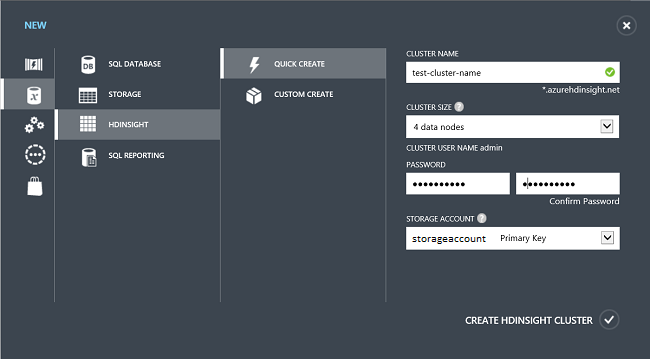 NEW
DB
SQL DATABASE
STORAGE
x
HDINSIGHT
SQL REPORTING
QUICK CREATE
CUSTOM CREATE
CLUSTER NAME
test-cluster-name
*.azurehdinsight.net
CLUSTER SIZE ?
4 data nodes
CLUSTER USER NAME admin
PASSWORD
●●●●●●●●●● ●●●●●●●●●●
Confirm Password
STORAGE ACCOUNT ?
storageaccount Primary Key
CREATE HDINSIGHT CLUSTER